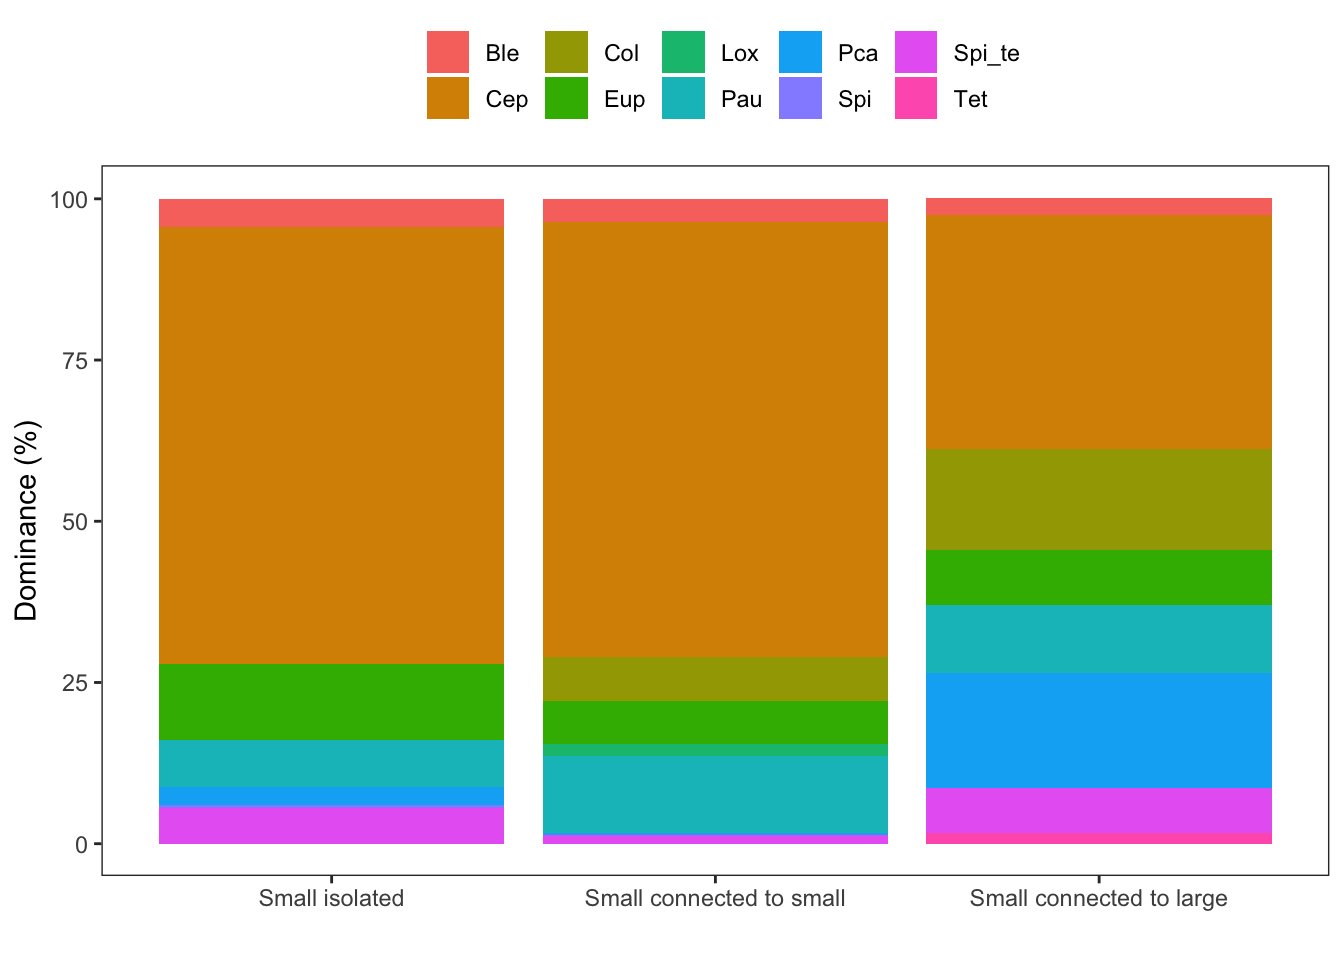 Ble Col Lox Pca Spi_te
Cep Eup Pau Spi Tet
Dominance (%)
100
75
50
25
0
Small isolated Small connected to small Small connected to large